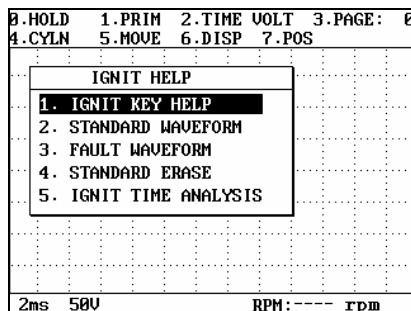 0.HOLD 1.PRIM 2.TIME VOLT 3.PAGE: 0
4.CYLN 5.MOVE 6.DISP 7.POS
IGNIT HELP
1. IGNIT KEY HELP
2. STANDARD WAVEFORM
3. FAULT WAVEFORM
4. STANDARD ERASE
5. IGNIT TIME ANALYSIS
2ms 50V RPM:---- rpm